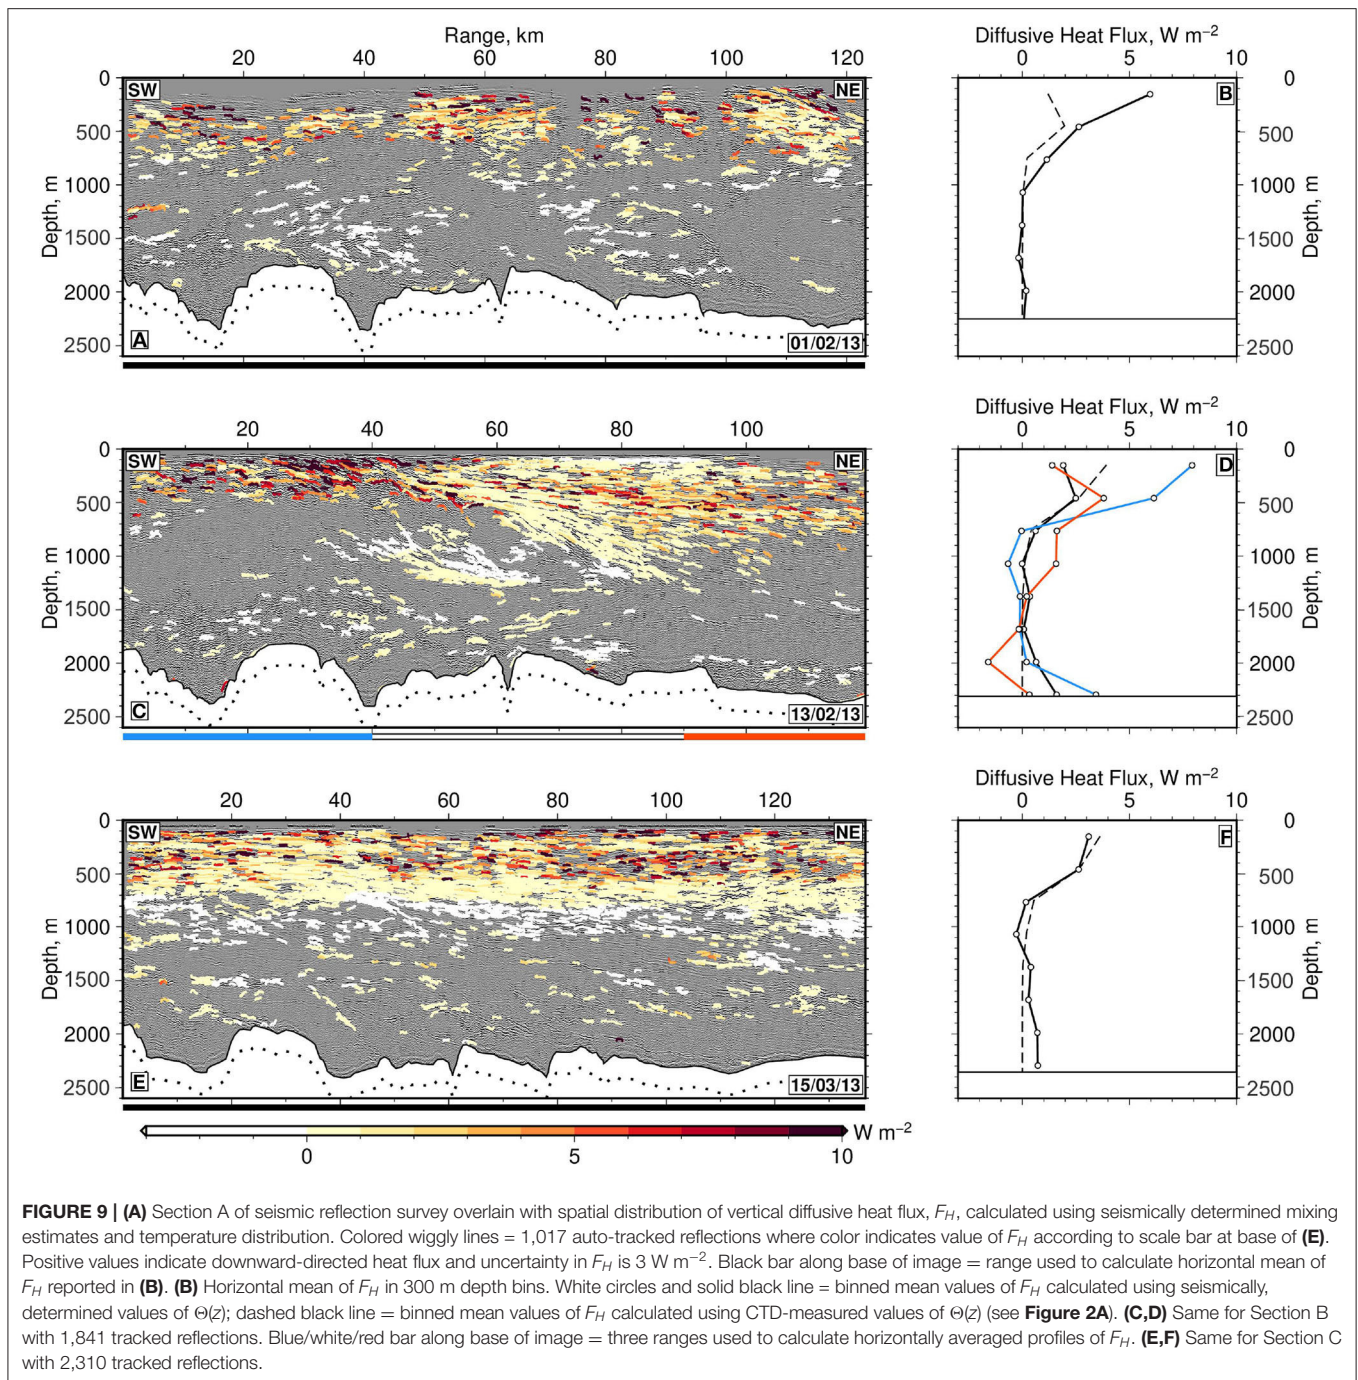 Range, km
20 40 60 80 100 120
Diffusive Heat Flux, W m⁻²
0 5 10
SW NE
B
0
500
1000
1500
2000
2500
Depth, m
A
01/02/13
0
500
1000
1500
2000
2500
Depth, m
20 40 60 80 100
Diffusive Heat Flux, W m⁻²
0 5 10
SW NE
D
0
500
1000
1500
2000
2500
Depth, m
C
13/02/13
0
500
1000
1500
2000
2500
Depth, m
20 40 60 80 100 120
Diffusive Heat Flux, W m⁻²
0 5 10
SW NE
F
0
500
1000
1500
2000
2500
Depth, m
E
15/03/13
0
500
1000
1500
2000
2500
Depth, m
W m⁻²
0 5 10
FIGURE 9 | (A) Section A of seismic reflection survey overlain with spatial distribution of vertical diffusive heat flux, F_H, calculated using seismically determined mixing
estimates and temperature distribution. Colored wiggly lines = 1,017 auto-tracked reflections where color indicates value of F_H according to scale bar at base of (E).
Positive values indicate downward-directed heat flux and uncertainty in F_H is 3 W m⁻². Black bar along base of image = range used to calculate horizontal mean of
F_H reported in (B). (B) Horizontal mean of F_H in 300 m depth bins. White circles and solid black line = binned mean values of F_H calculated using seismically,
determined values of Θ(z); dashed black line = binned mean values of F_H calculated using CTD-measured values of Θ(z) (see Figure 2A). (C,D) Same for Section B
with 1,841 tracked reflections. Blue/white/red bar along base of image = three ranges used to calculate horizontally averaged profiles of F_H. (E,F) Same for Section C
with 2,310 tracked reflections.